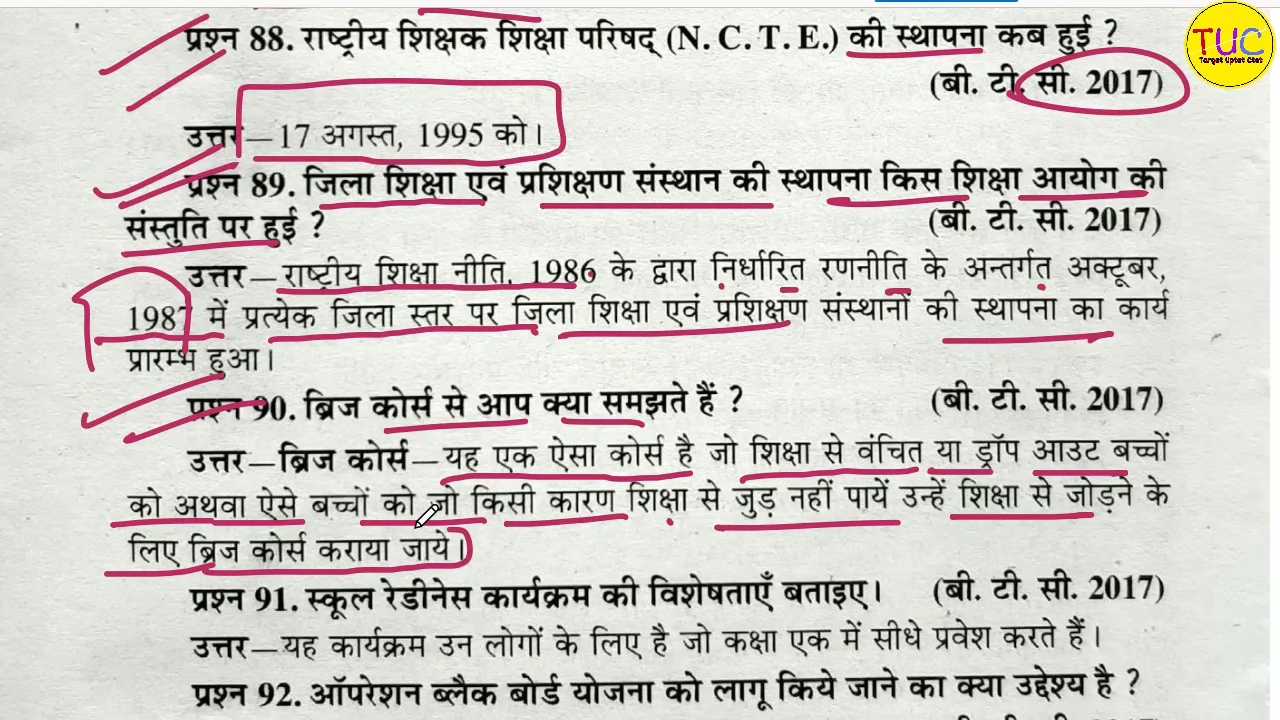 प्रश्न 88. राष्ट्रीय शिक्षक शिक्षा परिषद् (N. C. T. E.) की स्थापना कब हुई ?
TUC
Target Uptet Ctet
(बी. टी. सी. 2017)
उत्तर—17 अगस्त, 1995 को।
प्रश्न 89. जिला शिक्षा एवं प्रशिक्षण संस्थान की स्थापना किस शिक्षा आयोग की
संस्तुति पर हुई ? (बी. टी. सी. 2017)
उत्तर—राष्ट्रीय शिक्षा नीति, 1986 के द्वारा निर्धारित रणनीति के अन्तर्गत अक्टूबर,
1987 में प्रत्येक जिला स्तर पर जिला शिक्षा एवं प्रशिक्षण संस्थानों की स्थापना का कार्य
प्रारम्भ हुआ।
प्रश्न 90. ब्रिज कोर्स से आप क्या समझते हैं ? (बी. टी. सी. 2017)
उत्तर—ब्रिज कोर्स—यह एक ऐसा कोर्स है जो शिक्षा से वंचित या ड्रॉप आउट बच्चों
को अथवा ऐसे बच्चों को जो किसी कारण शिक्षा से जुड़ नहीं पायें उन्हें शिक्षा से जोड़ने के
लिए ब्रिज कोर्स कराया जाये।
प्रश्न 91. स्कूल रेडीनेस कार्यक्रम की विशेषताएँ बताइए। (बी. टी. सी. 2017)
उत्तर—यह कार्यक्रम उन लोगों के लिए है जो कक्षा एक में सीधे प्रवेश करते हैं।
प्रश्न 92. ऑपरेशन ब्लैक बोर्ड योजना को लागू किये जाने का क्या उद्देश्य है ?